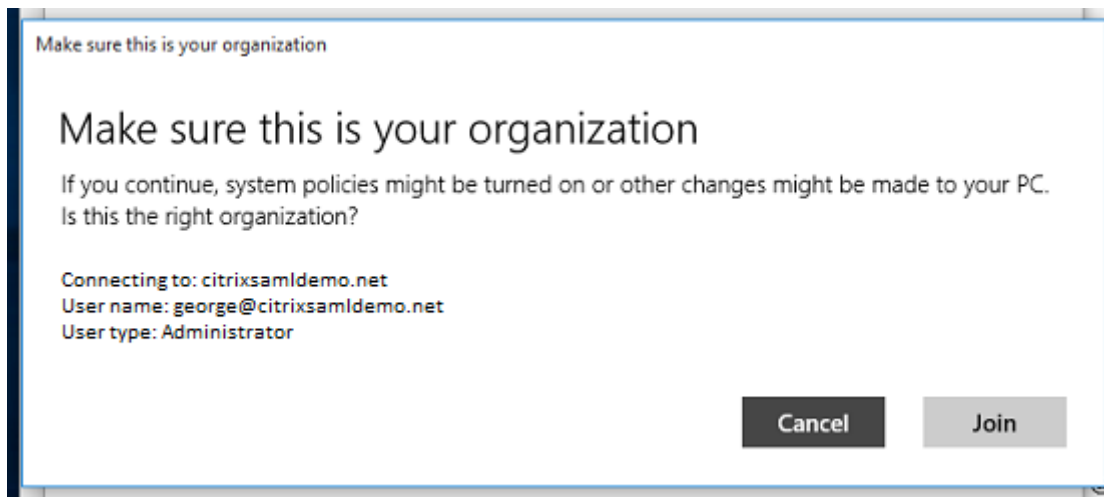 Make sure this is your organization
Make sure this is your organization
If you continue, system policies might be turned on or other changes might be made to your PC.
Is this the right organization?
Connecting to: citrixsamldemo.net
User name: george@citrixsamldemo.net
User type: Administrator
Cancel Join